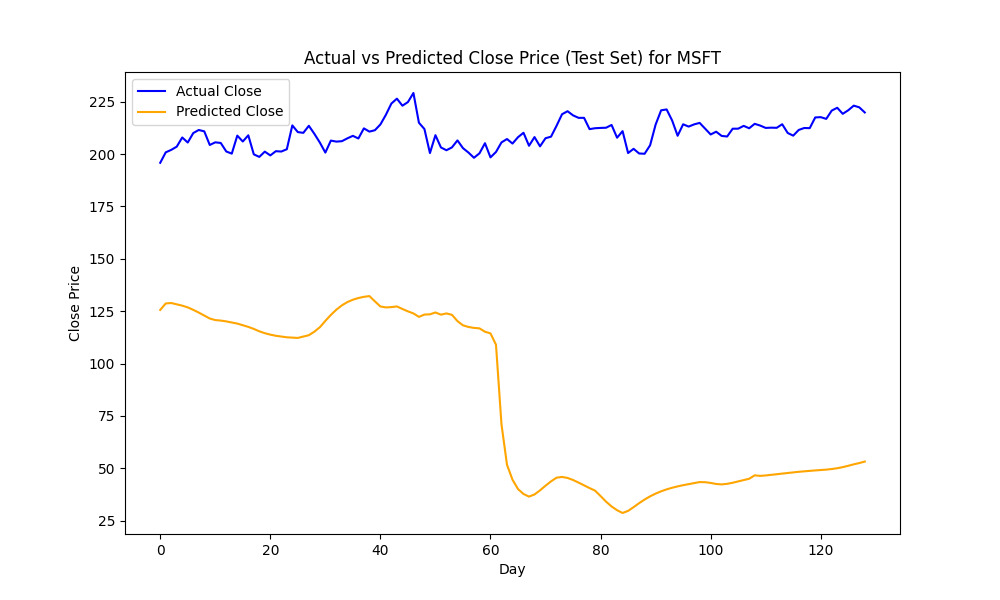 Actual vs Predicted Close Price (Test Set) for MSFT
Actual Close
Predicted Close
225
200
175
150
125
100
75
50
25
Close Price
0 20 40 60 80 100 120
Day